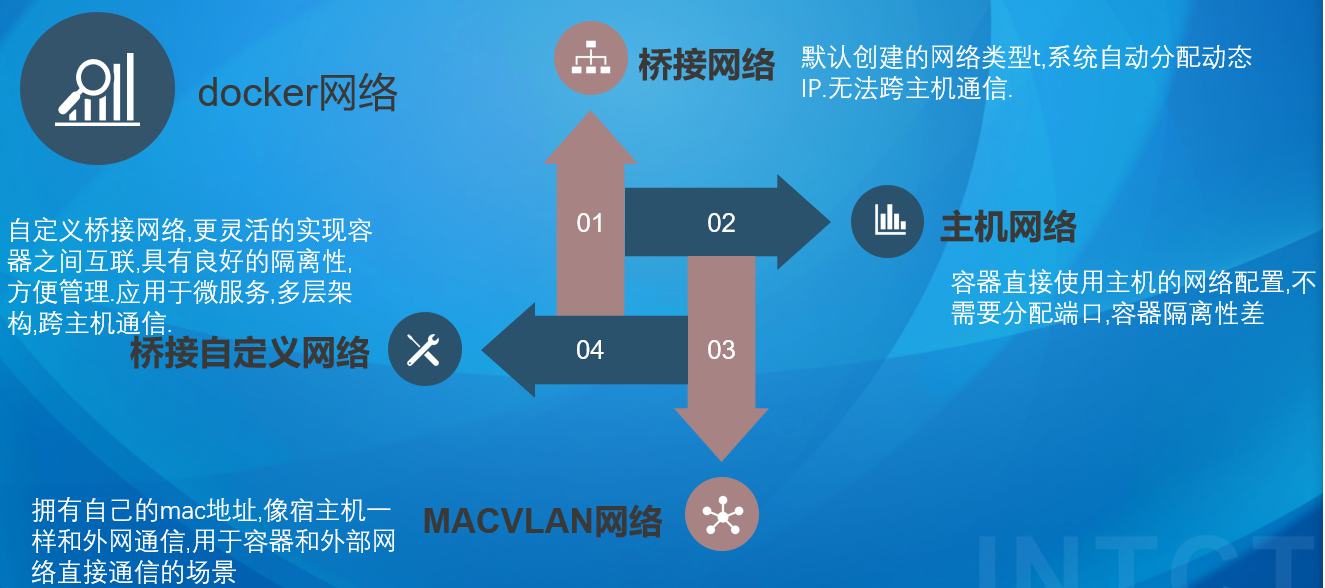 docker网络
桥接网络
默认创建的网络类型t,系统自动分配动态
IP.无法跨主机通信.
01
02
主机网络
容器直接使用主机的网络配置,不
需要分配端口,容器隔离性差
自定义桥接网络,更灵活的实现容
器之间互联,具有良好的隔离性,
方便管理.应用于微服务,多层架
构,跨主机通信.
桥接自定义网络
04
03
MACVLAN网络
拥有自己的mac地址,像宿主机一
样和外网通信,用于容器和外部网
络直接通信的场景
INTCT